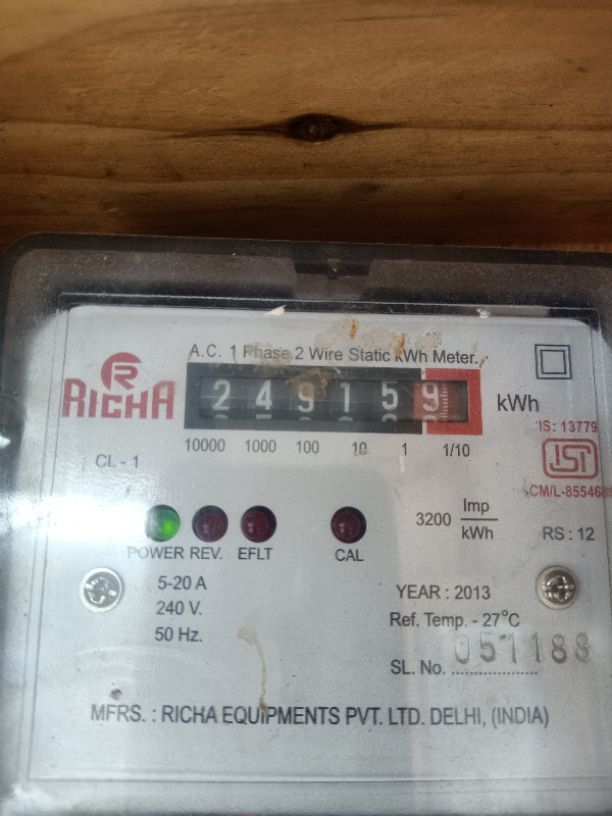 A.C. 1 Phase 2 Wire Static kWh Meter.
R
RICHA
2 4 9 1 5 9 kWh
10000 1000 100 10 1 1/10
IS : 13779
ISI
CL - 1
3200 Imp/kWh
RS : 12
POWER REV. EFLT CAL
5-20 A
240 V.
50 Hz.
YEAR : 2013
Ref. Temp. - 27°C
SL. No. 051188
MFRS. : RICHA EQUIPMENTS PVT. LTD. DELHI, (INDIA)